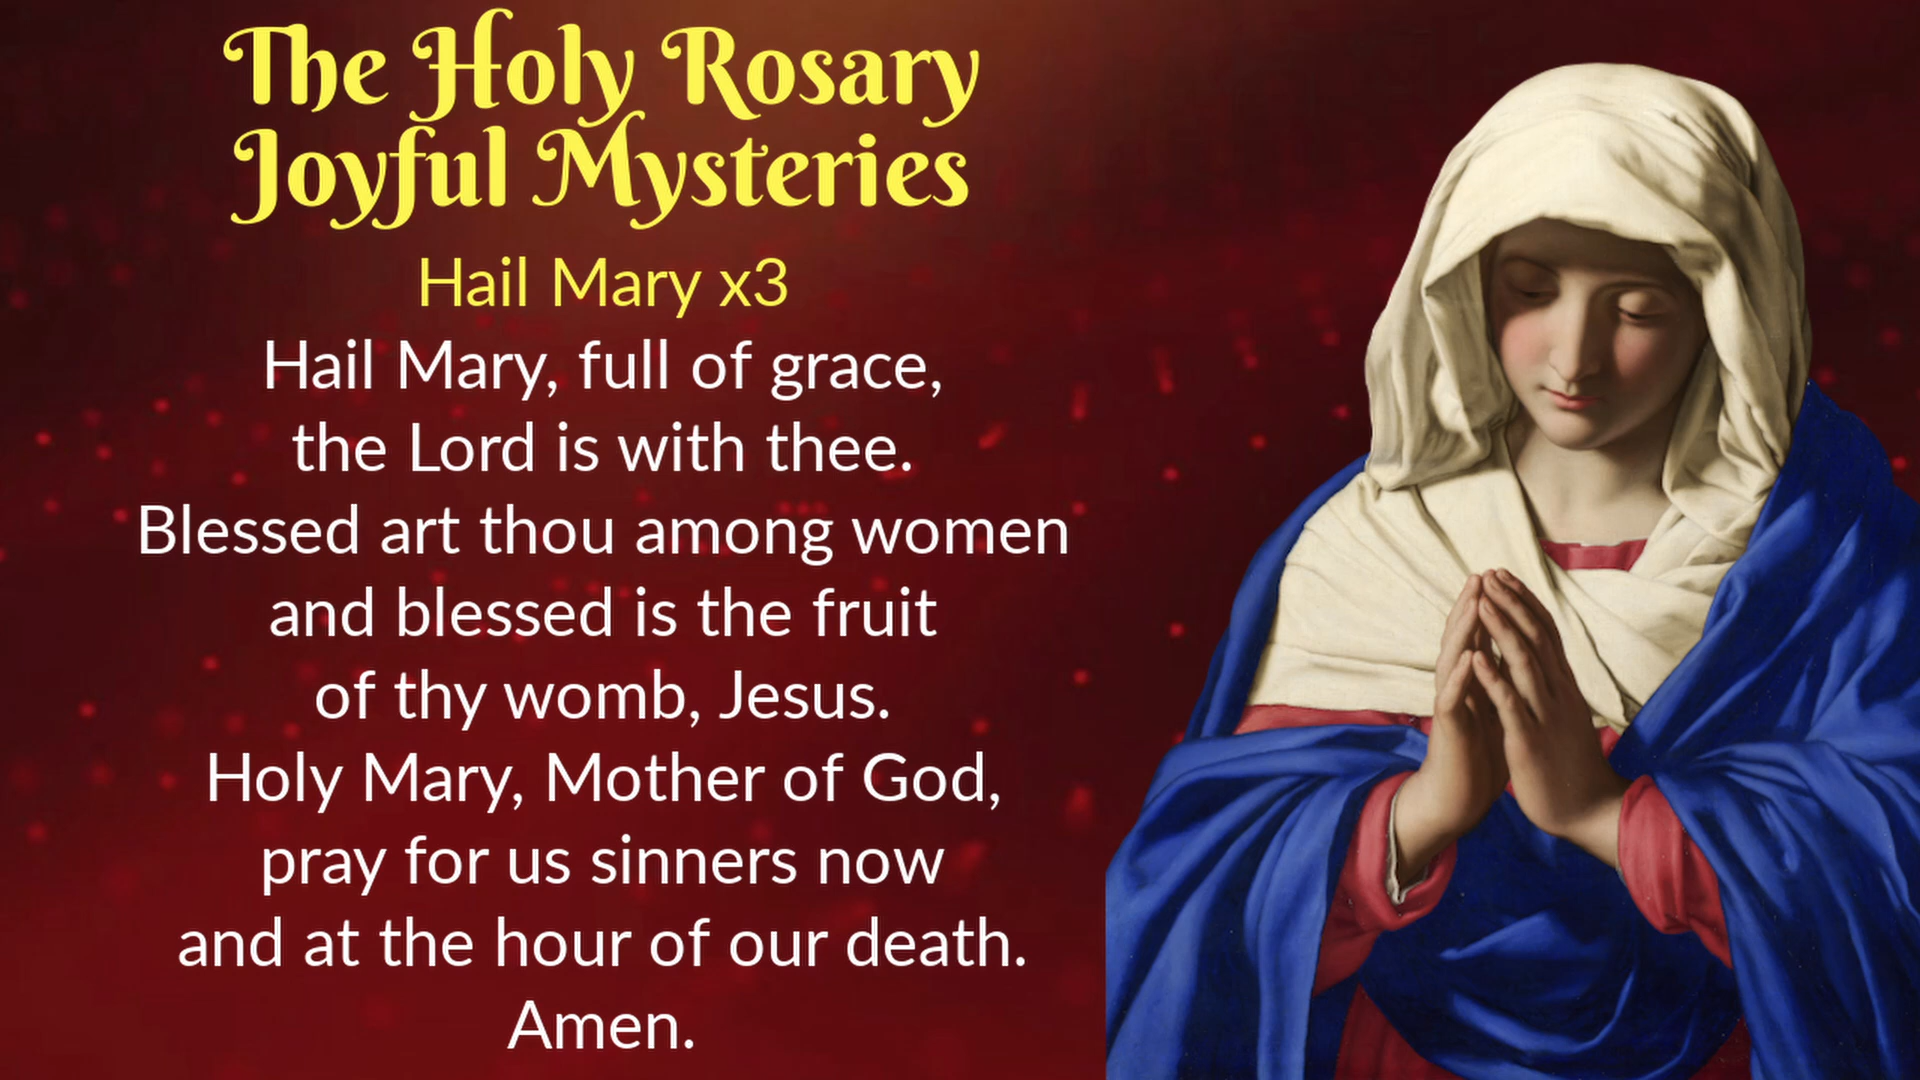 The Holy Rosary
Joyful Mysteries
Hail Mary x3
Hail Mary, full of grace,
the Lord is with thee.
Blessed art thou among women
and blessed is the fruit
of thy womb, Jesus.
Holy Mary, Mother of God,
pray for us sinners now
and at the hour of our death.
Amen.